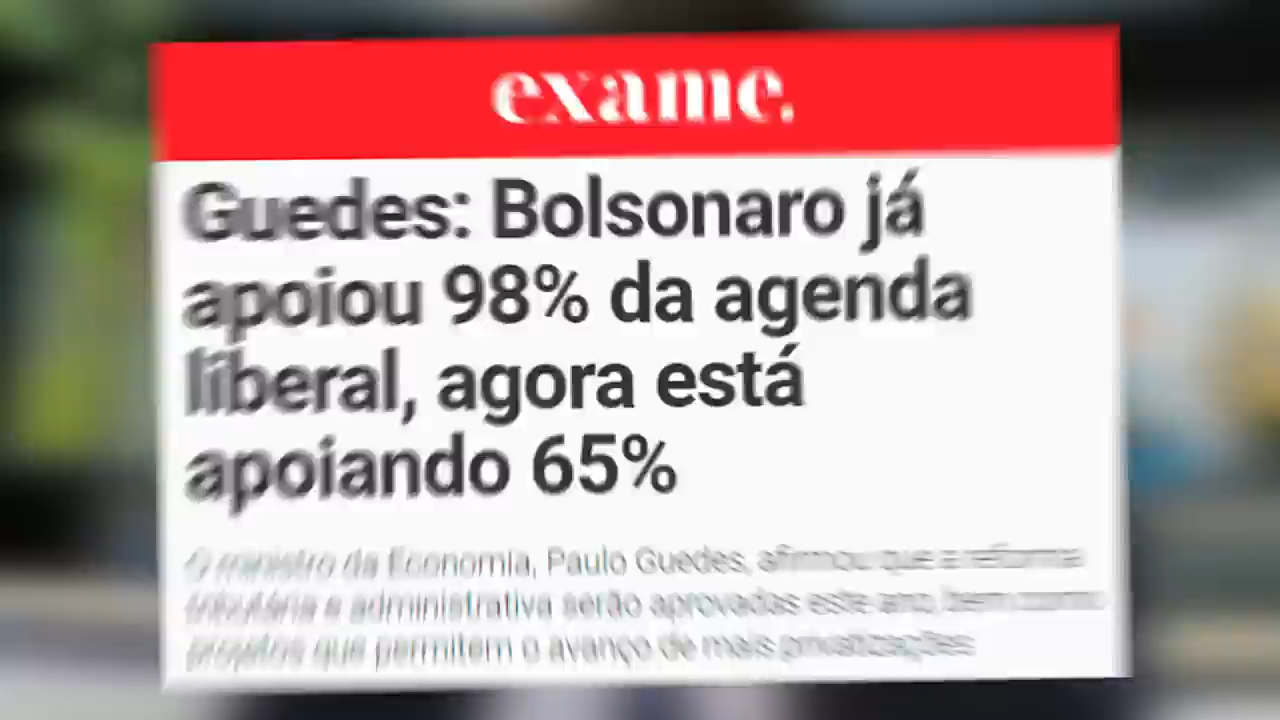 exame.
Guedes: Bolsonaro já
apoiou 98% da agenda
liberal, agora está
apoiando 65%
O ministro da Economia, Paulo Guedes, afirmou que a reforma
tributária e administrativa serão aprovadas este ano, bem como
projetos que permitem o avanço de mais privatizações